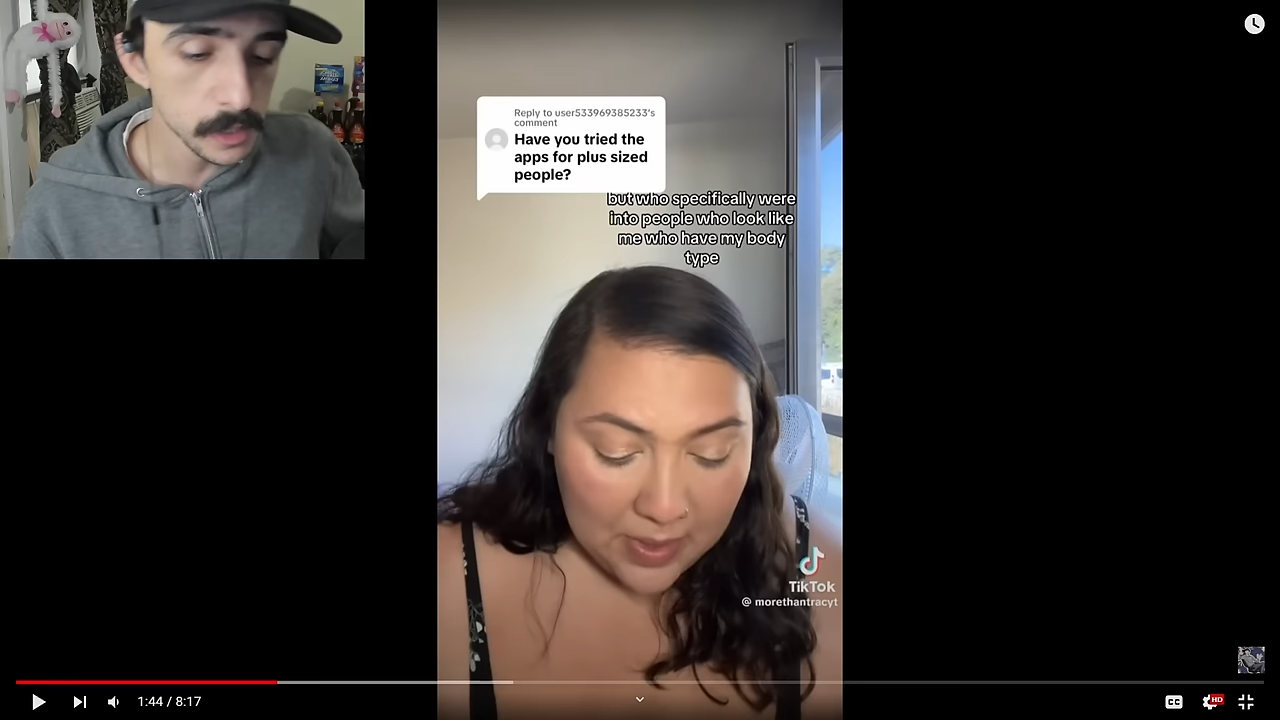 Reply to user533969385233's
comment
Have you tried the
apps for plus sized
people?
but who specifically were
into people who look like
me who have my body
type
TikTok
@ morethantracyt
1:44 / 8:17
CC
HD